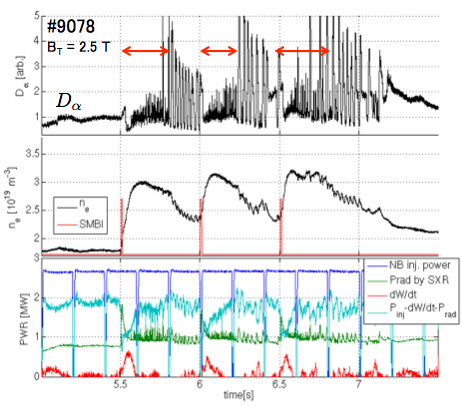 #9078
B_T = 2.5 T
D_α
D_α [arb.]
5
4
3
2
1
n_e [10^19 m^-3]
3.5
3
2.5
2
n_e
SMBI
PWR [MW]
3
2
1
0
NB inj. power
Prad by SXR
dW/dt
P_inj-dW/dt-P_rad
5.5 6 6.5 7
time[s]